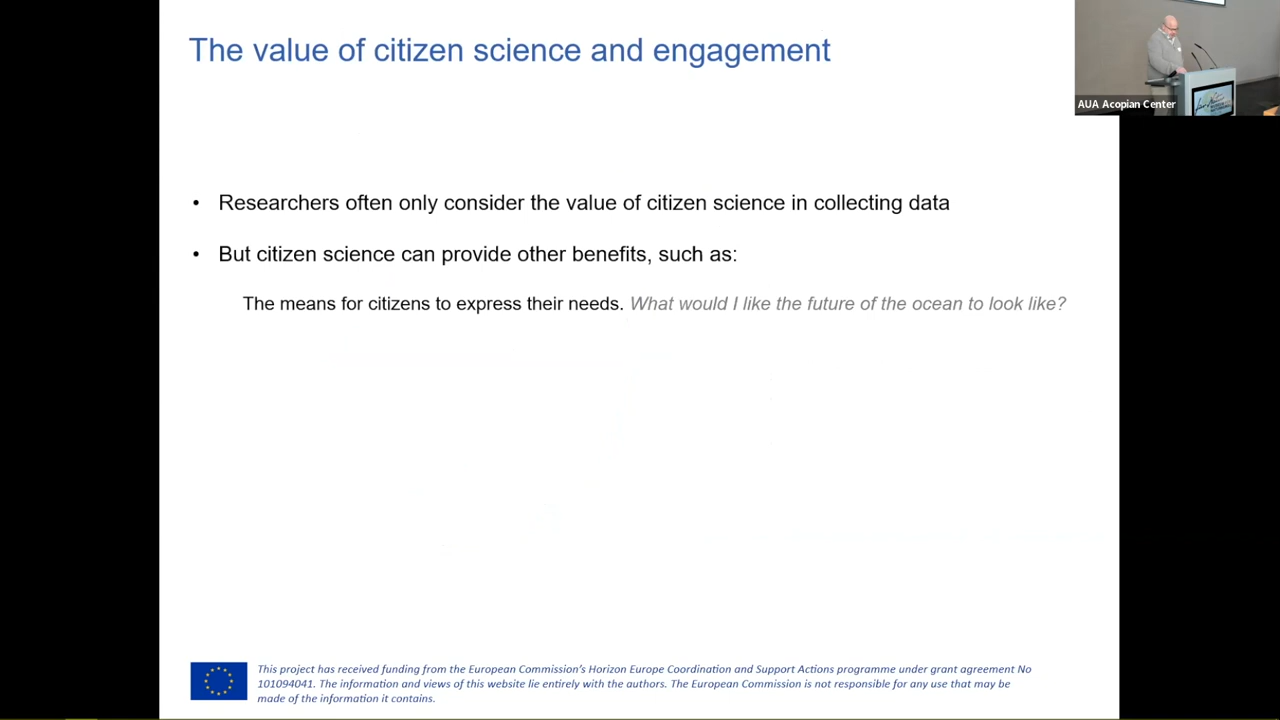 The value of citizen science and engagement
AUA Acopian Center
• Researchers often only consider the value of citizen science in collecting data
• But citizen science can provide other benefits, such as:
The means for citizens to express their needs. What would I like the future of the ocean to look like?
This project has received funding from the European Commission's Horizon Europe Coordination and Support Actions programme under grant agreement No
101094041. The information and views of this website lie entirely with the authors. The European Commission is not responsible for any use that may be
made of the information it contains.